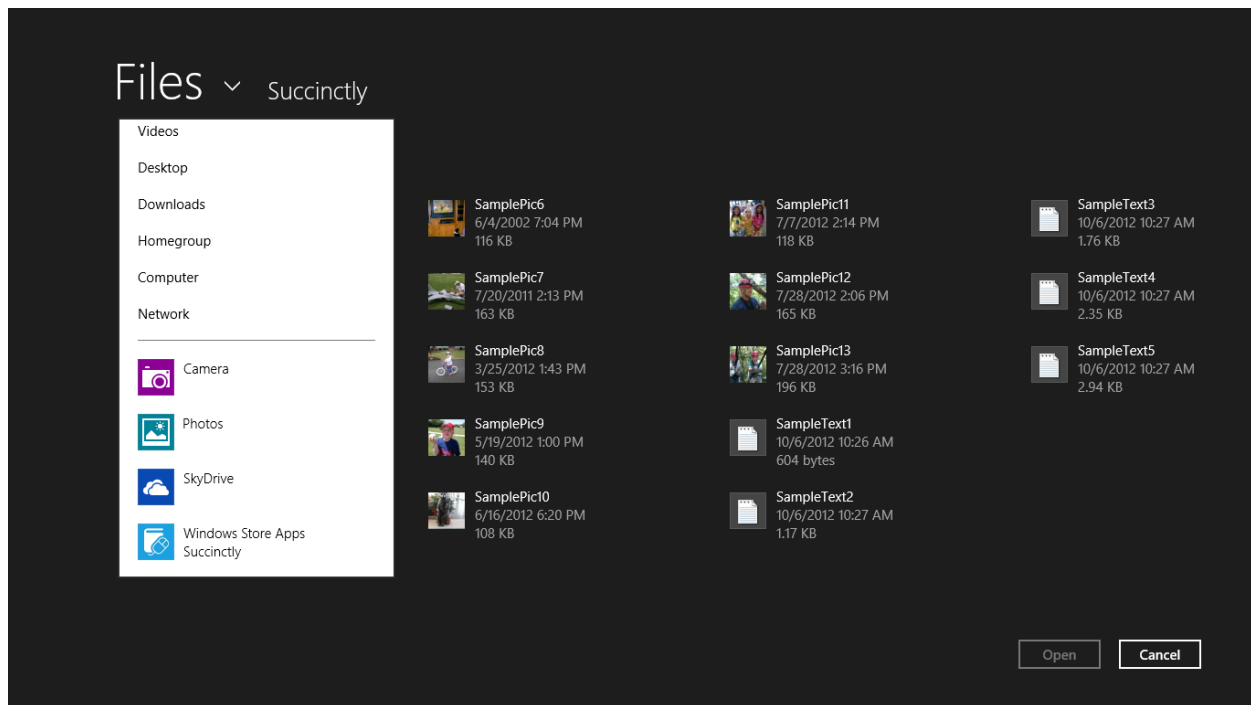 Files
Succinctly
Videos
Desktop
Downloads
Homegroup
Computer
Network
Camera
Photos
SkyDrive
Windows Store Apps
Succinctly
SamplePic6
6/4/2002 7:04 PM
116 KB
SamplePic7
7/20/2011 2:13 PM
163 KB
SamplePic8
3/25/2012 1:43 PM
153 KB
SamplePic9
5/19/2012 1:00 PM
140 KB
SamplePic10
6/16/2012 6:20 PM
108 KB
SamplePic11
7/7/2012 2:14 PM
118 KB
SamplePic12
7/28/2012 2:06 PM
165 KB
SamplePic13
7/28/2012 3:16 PM
196 KB
SampleText1
10/6/2012 10:26 AM
604 bytes
SampleText2
10/6/2012 10:27 AM
1.17 KB
SampleText3
10/6/2012 10:27 AM
1.76 KB
SampleText4
10/6/2012 10:27 AM
2.35 KB
SampleText5
10/6/2012 10:27 AM
2.94 KB
Open
Cancel